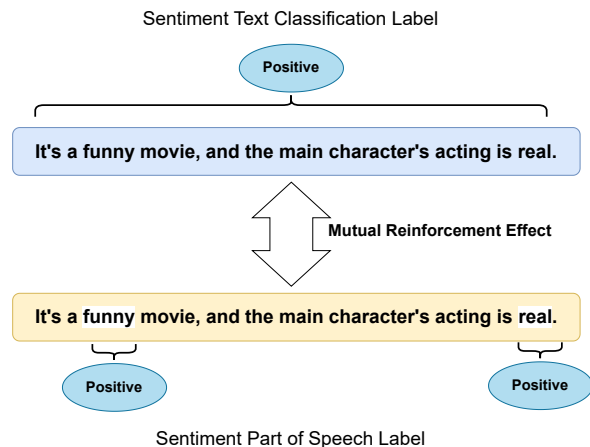 Sentiment Text Classification Label
Positive
It's a funny movie, and the main character's acting is real.
Mutual Reinforcement Effect
It's a funny movie, and the main character's acting is real.
Positive
Positive
Sentiment Part of Speech Label